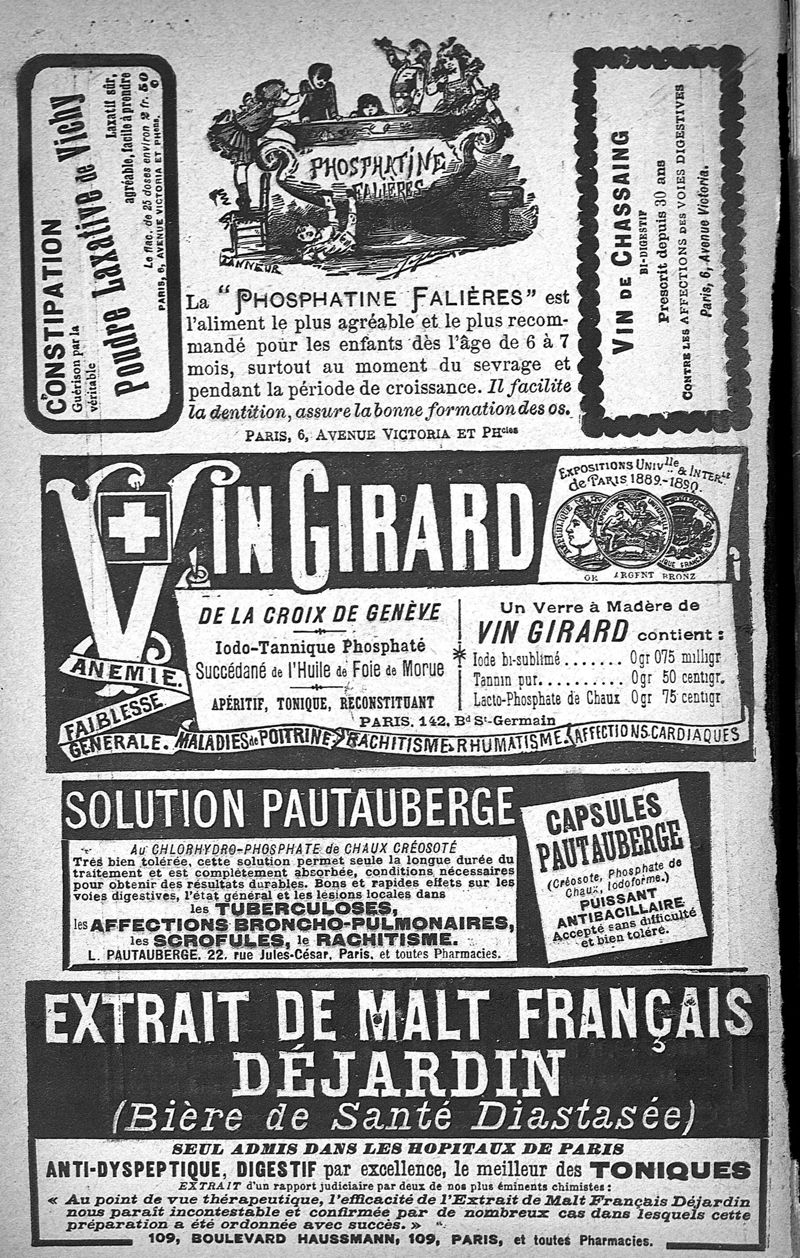 CONSTIPATION
Guérison par la
véritable
Poudre Laxative de Vichy
Laxatif sûr,
agréable, facile à prendre
Le flac. de 25 doses environ 2 fr. 50
PARIS, 6, AVENUE VICTORIA ET PHcies.
PHOSPHATINE
FALIÈRES
TANNEUR
La "PHOSPHATINE FALIÈRES" est
l'aliment le plus agréable et le plus recom-
mandé pour les enfants dès l'âge de 6 à 7
mois, surtout au moment du sevrage et
pendant la période de croissance. Il facilite
la dentition, assure la bonne formation des os.
PARIS, 6, AVENUE VICTORIA ET PHcies
VIN DE CHASSAING
BI-DIGESTIF
Prescrit depuis 30 ans
CONTRE LES AFFECTIONS DES VOIES DIGESTIVES
Paris, 6, Avenue Victoria.
VIN GIRARD
EXPOSITIONS UNIVlle & INTERle
de PARIS 1889-1890.
OR ARGENT BRONZ
DE LA CROIX DE GENÈVE
Iodo-Tannique Phosphaté
Succédané de l'Huile de Foie de Morue
APÉRITIF, TONIQUE, RECONSTITUANT
Un Verre à Madère de
VIN GIRARD contient :
Iode bi-sublimé ....... 0gr 075 milligr
Tannin pur........... 0gr 50 centigr.
Lacto-Phosphate de Chaux 0gr 75 centigr
PARIS. 142, Bd St-Germain
ANEMIE.
FAIBLESSE
GENERALE. MALADIES de POITRINE RACHITISME RHUMATISME. AFFECTIONS CARDIAQUES
SOLUTION PAUTAUBERGE
Au CHLORHYDRO-PHOSPHATE de CHAUX CRÉOSOTÉ
Très bien tolérée, cette solution permet seule la longue durée du
traitement et est complètement absorbée, conditions nécessaires
pour obtenir des résultats durables. Bons et rapides effets sur les
voies digestives, l'état général et les lésions locales dans
les TUBERCULOSES,
les AFFECTIONS BRONCHO-PULMONAIRES,
les SCROFULES, le RACHITISME.
L. PAUTAUBERGE. 22, rue Jules-César, Paris, et toutes Pharmacies.
CAPSULES
PAUTAUBERGE
(Créosote, Phosphate de
Chaux, Iodoforme.)
PUISSANT
ANTIBACILLAIRE
Accepté sans difficulté
et bien toléré.
EXTRAIT DE MALT FRANÇAIS
DÉJARDIN
(Bière de Santé Diastasée)
SEUL ADMIS DANS LES HOPITAUX DE PARIS
ANTI-DYSPEPTIQUE, DIGESTIF par excellence, le meilleur des TONIQUES
EXTRAIT d'un rapport judiciaire par deux de nos plus éminents chimistes :
« Au point de vue thérapeutique, l'efficacité de l'Extrait de Malt Français Déjardin
nous paraît incontestable et confirmée par de nombreux cas dans lesquels cette
préparation a été ordonnée avec succès. »
109, BOULEVARD HAUSSMANN, 109, PARIS, et toutes Pharmacies.